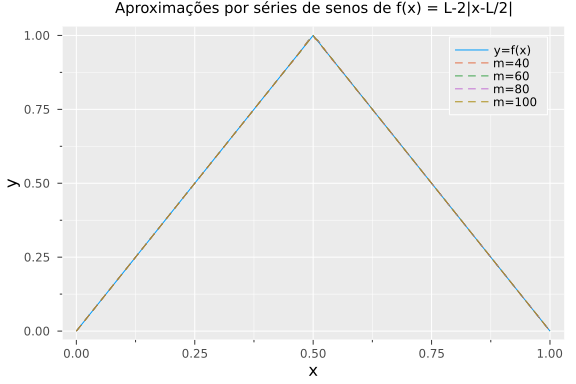 Aproximações por séries de senos de f(x) = L-2|x-L/2|
y=f(x)
m=40
m=60
m=80
m=100
1.00
0.75
0.50
0.25
0.00
y
0.00 0.25 0.50 0.75 1.00
x